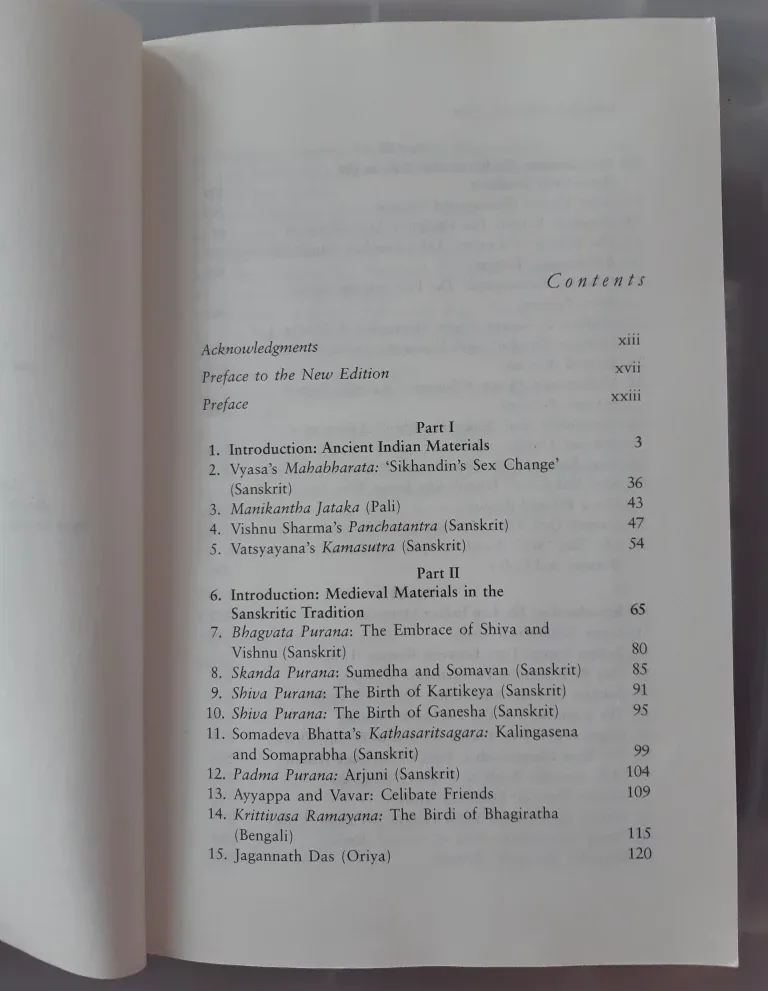 Contents
Acknowledgments xiii
Preface to the New Edition xvii
Preface xxiii
Part I
1. Introduction: Ancient Indian Materials 3
2. Vyasa's Mahabharata: 'Sikhandin's Sex Change'
(Sanskrit) 36
3. Manikantha Jataka (Pali) 43
4. Vishnu Sharma's Panchatantra (Sanskrit) 47
5. Vatsyayana's Kamasutra (Sanskrit) 54
Part II
6. Introduction: Medieval Materials in the
Sanskritic Tradition 65
7. Bhagvata Purana: The Embrace of Shiva and
Vishnu (Sanskrit) 80
8. Skanda Purana: Sumedha and Somavan (Sanskrit) 85
9. Shiva Purana: The Birth of Kartikeya (Sanskrit) 91
10. Shiva Purana: The Birth of Ganesha (Sanskrit) 95
11. Somadeva Bhatta's Kathasaritsagara: Kalingasena
and Somaprabha (Sanskrit) 99
12. Padma Purana: Arjuni (Sanskrit) 104
13. Ayyappa and Vavar: Celibate Friends 109
14. Krittivasa Ramayana: The Birdi of Bhagiratha
(Bengali) 115
15. Jagannath Das (Oriya) 120